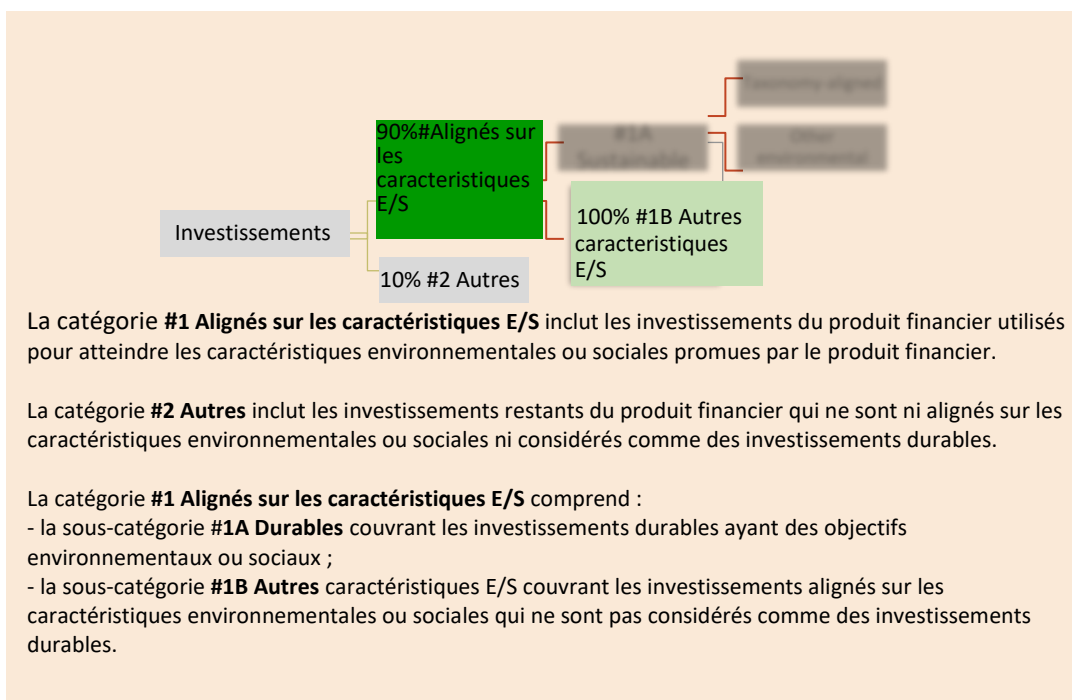 Taxonomy-aligned
90%#Alignés sur
les
caracteristiques
E/S
#1A
Sustainable
Other
environmental
Investissements
100% #1B Autres
caracteristiques
E/S
10% #2 Autres
La catégorie #1 Alignés sur les caractéristiques E/S inclut les investissements du produit financier utilisés
pour atteindre les caractéristiques environnementales ou sociales promues par le produit financier.
La catégorie #2 Autres inclut les investissements restants du produit financier qui ne sont ni alignés sur les
caractéristiques environnementales ou sociales ni considérés comme des investissements durables.
La catégorie #1 Alignés sur les caractéristiques E/S comprend :
- la sous-catégorie #1A Durables couvrant les investissements durables ayant des objectifs
environnementaux ou sociaux ;
- la sous-catégorie #1B Autres caractéristiques E/S couvrant les investissements alignés sur les
caractéristiques environnementales ou sociales qui ne sont pas considérés comme des investissements
durables.